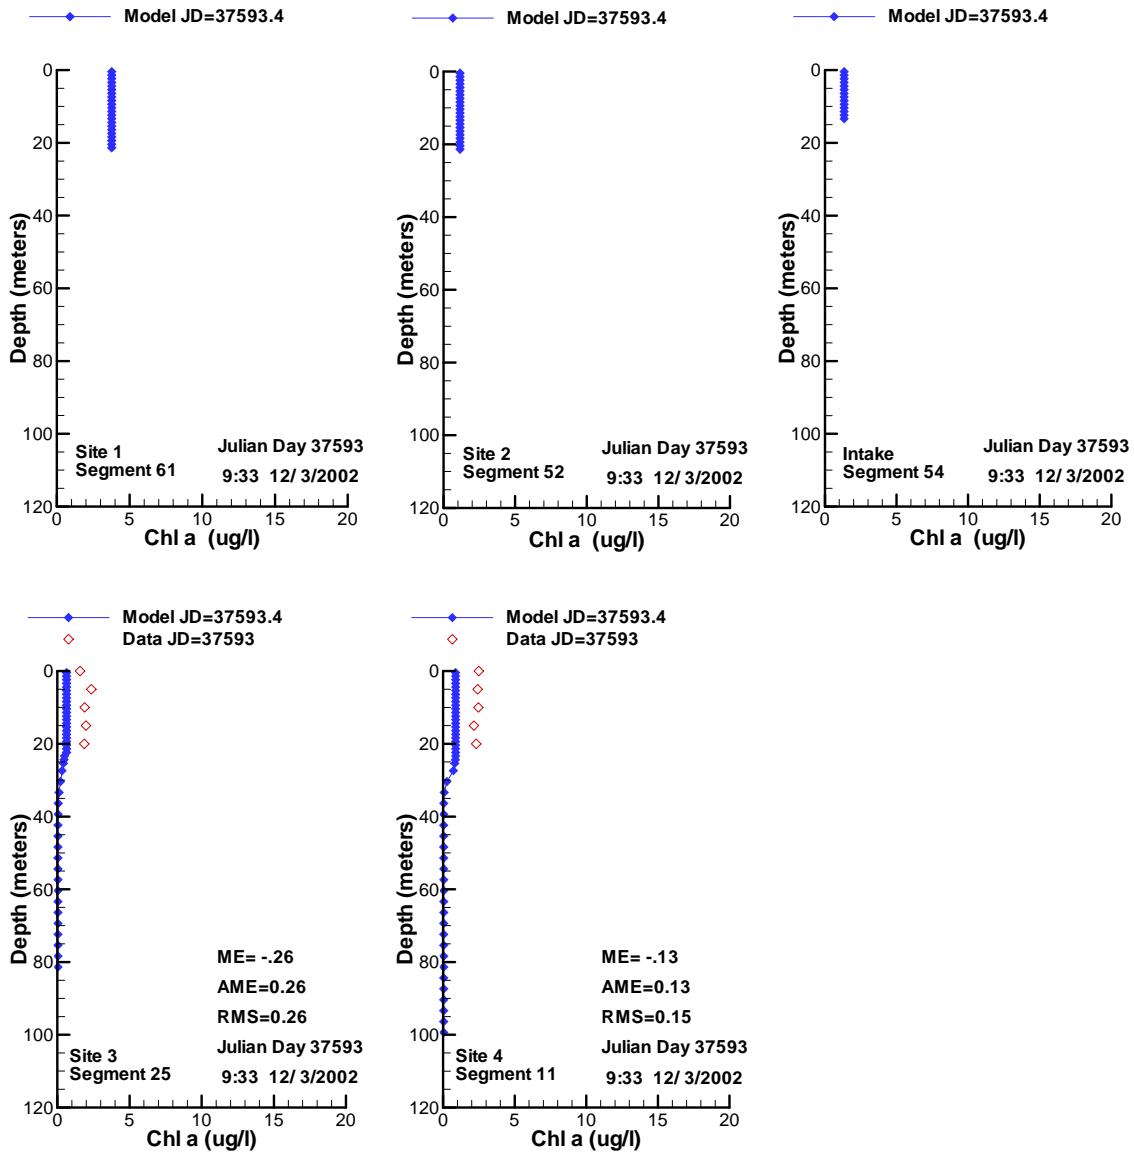 Model JD=37593.4
0
20
40
60
80
100
120
Depth (meters)
Site 1
Segment 61
Julian Day 37593
9:33 12/ 3/2002
0 5 10 15 20
Chl a (ug/l)
Model JD=37593.4
0
20
40
60
80
100
120
Depth (meters)
Site 2
Segment 52
Julian Day 37593
9:33 12/ 3/2002
0 5 10 15 20
Chl a (ug/l)
Model JD=37593.4
0
20
40
60
80
100
120
Depth (meters)
Intake
Segment 54
Julian Day 37593
9:33 12/ 3/2002
0 5 10 15 20
Chl a (ug/l)
Model JD=37593.4
Data JD=37593
0
20
40
60
80
100
120
Depth (meters)
ME= -.26
AME=0.26
RMS=0.26
Site 3
Segment 25
Julian Day 37593
9:33 12/ 3/2002
0 5 10 15 20
Chl a (ug/l)
Model JD=37593.4
Data JD=37593
0
20
40
60
80
100
120
Depth (meters)
ME= -.13
AME=0.13
RMS=0.15
Site 4
Segment 11
Julian Day 37593
9:33 12/ 3/2002
0 5 10 15 20
Chl a (ug/l)